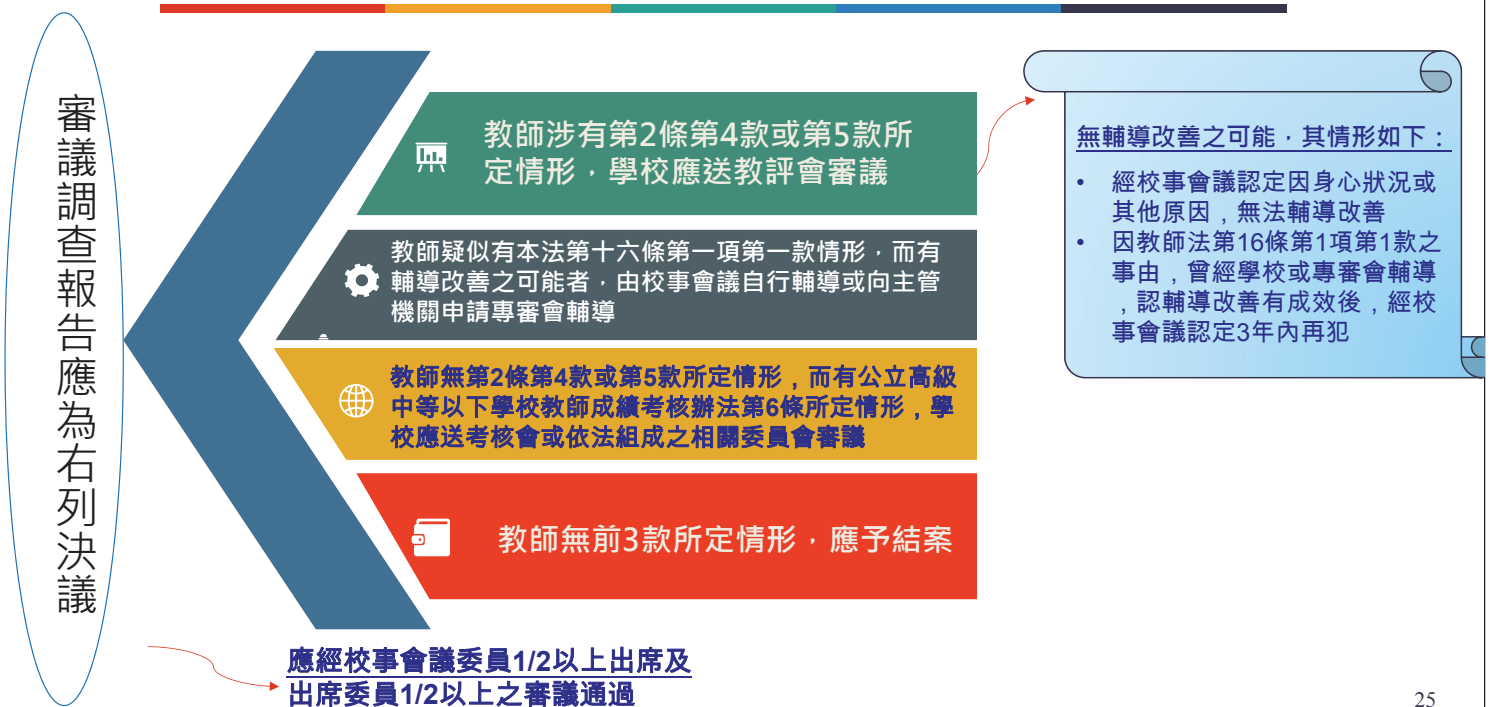 審議調查報告應為右列決議
教師涉有第2條第4款或第5款所
定情形，學校應送教評會審議
教師疑似有本法第十六條第一項第一款情形，而有
輔導改善之可能者，由校事會議自行輔導或向主管
機關申請專審會輔導
教師無第2條第4款或第5款所定情形，而有公立高級
中等以下學校教師成績考核辦法第6條所定情形，學
校應送考核會或依法組成之相關委員會審議
教師無前3款所定情形，應予結案
無輔導改善之可能，其情形如下：
• 經校事會議認定因身心狀況或
其他原因，無法輔導改善
• 因教師法第16條第1項第1款之
事由，曾經學校或專審會輔導
，認輔導改善有成效後，經校
事會議認定3年內再犯
應經校事會議委員1/2以上出席及
出席委員1/2以上之審議通過
25